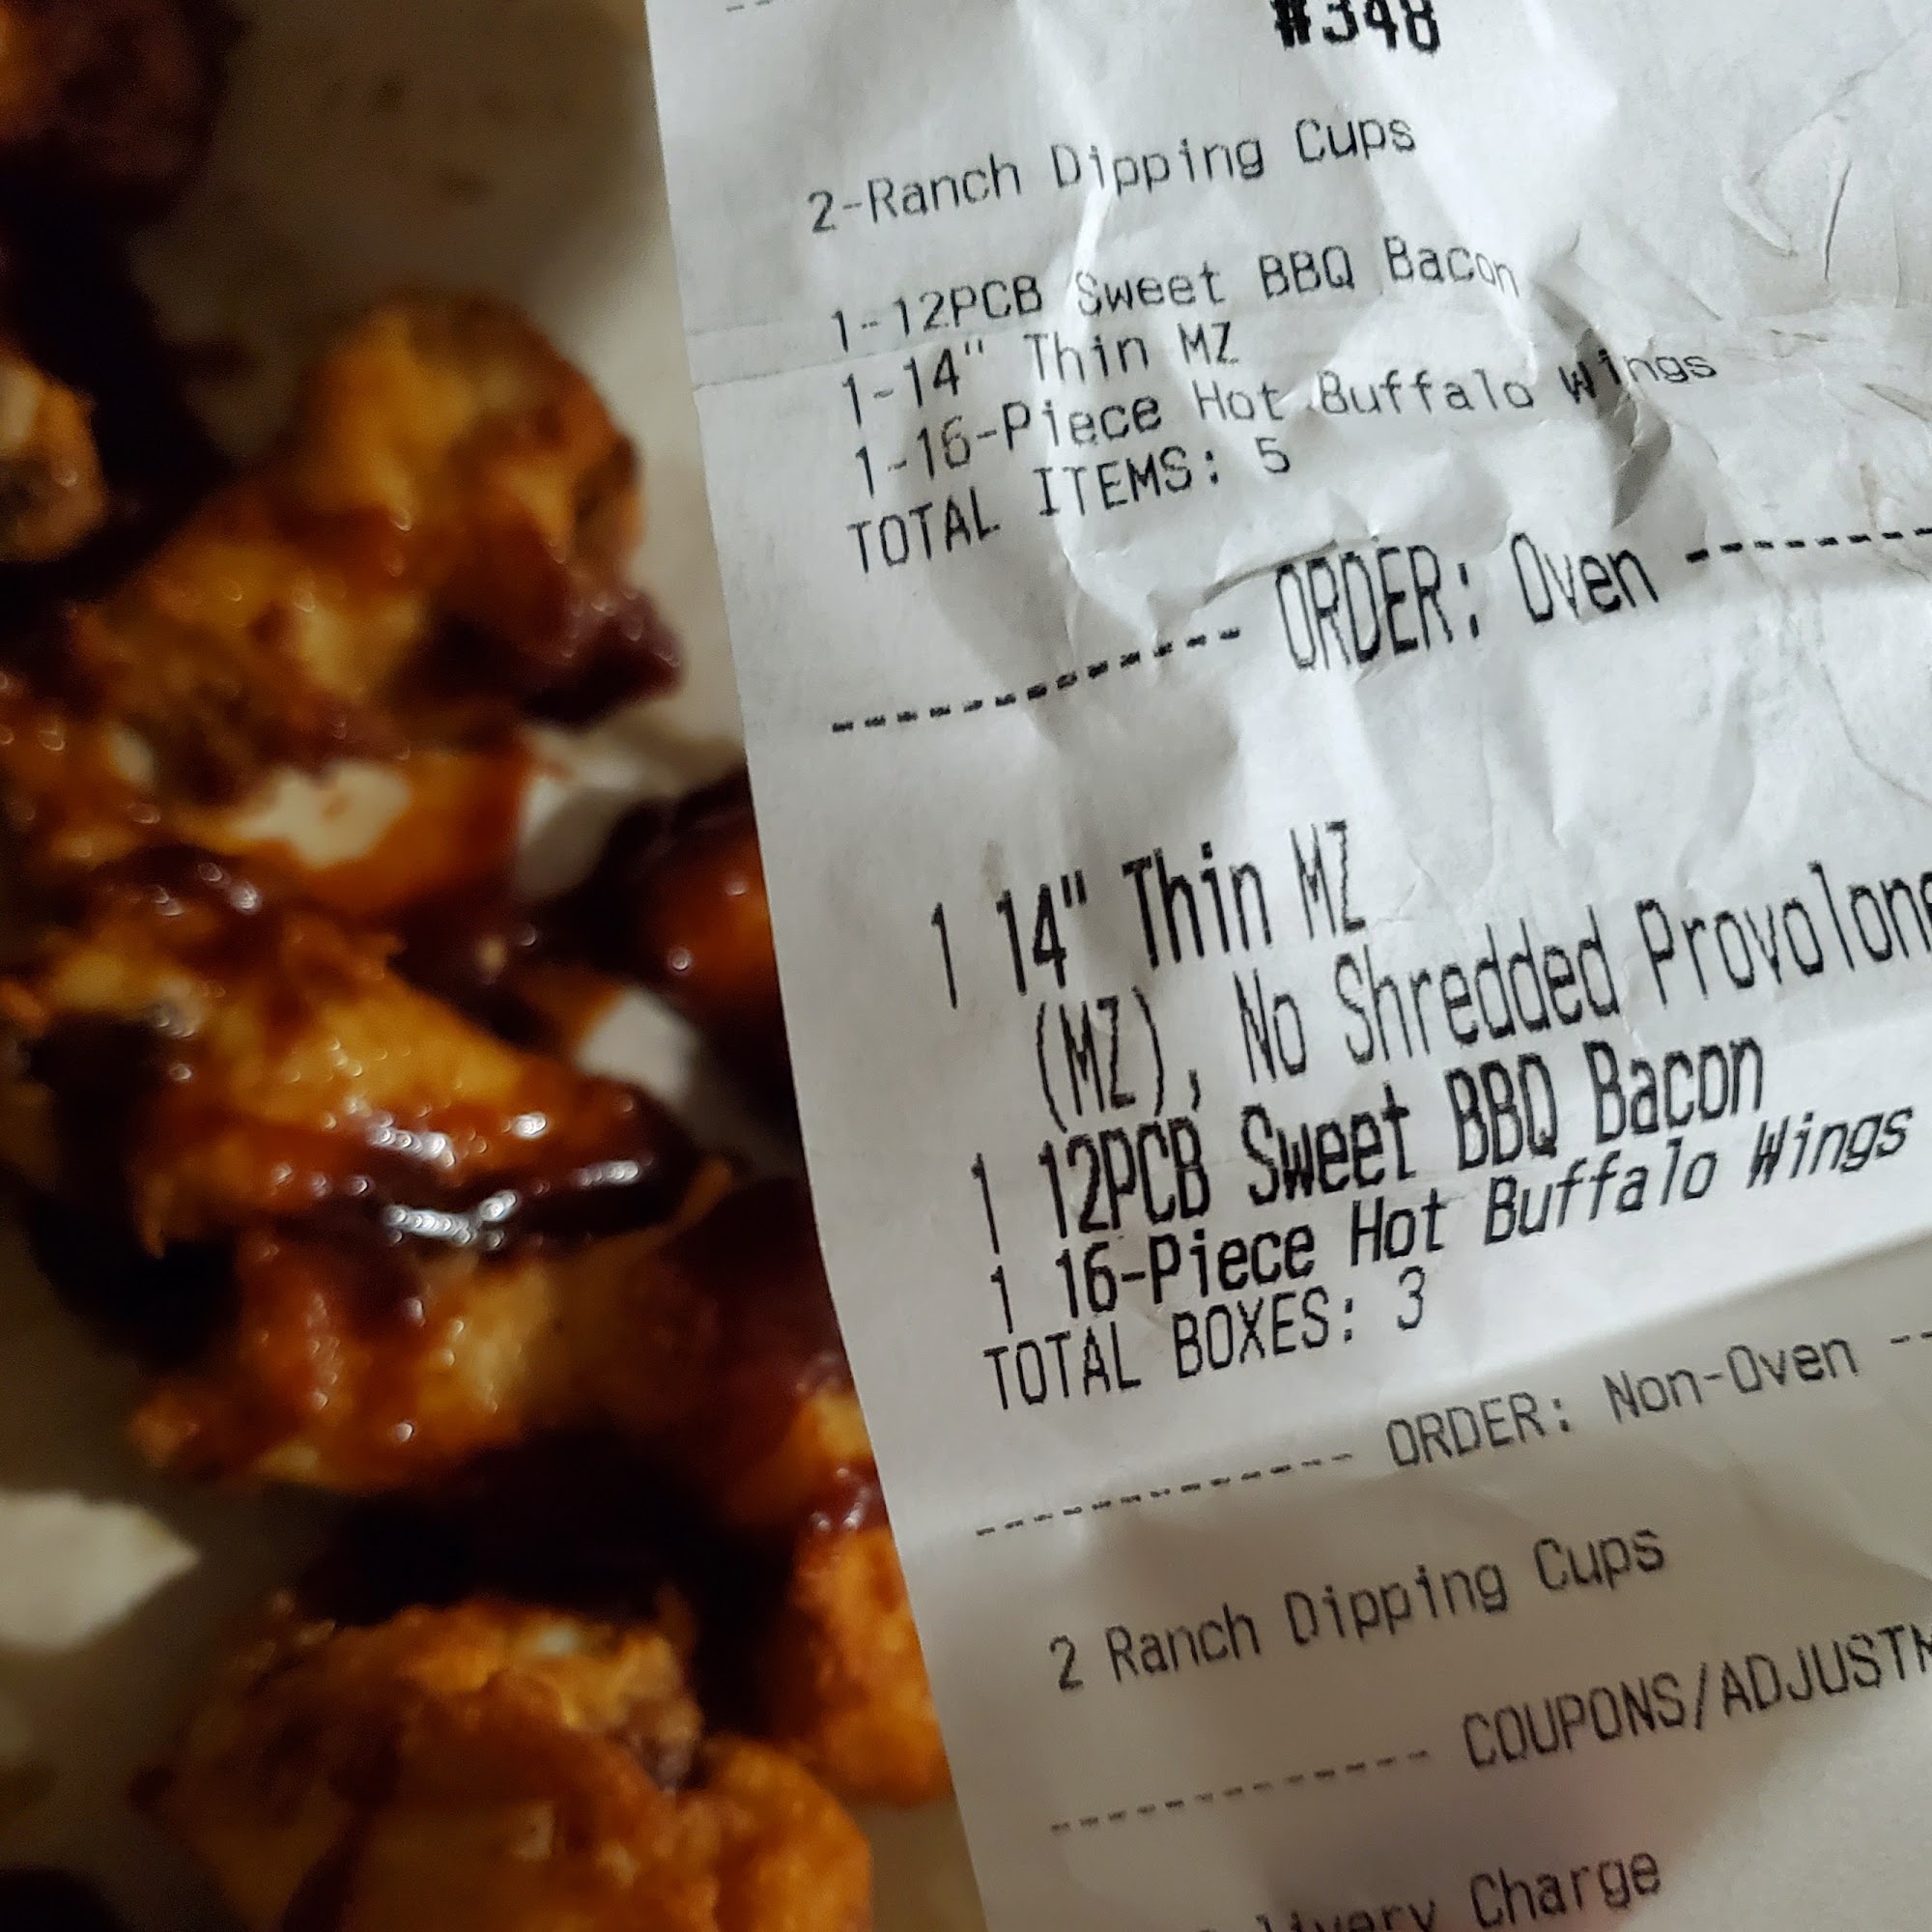 #348
2-Ranch Dipping Cups
1-12PCB Sweet BBQ Bacon
1-14" Thin MZ
1-16-Piece Hot Buffalo Wings
TOTAL ITEMS: 5
------------ ORDER: Oven --------
1 14" Thin MZ
(MZ), No Shredded Provolon
1 12PCB Sweet BBQ Bacon
1 16-Piece Hot Buffalo Wings
TOTAL BOXES: 3
------------ ORDER: Non-Oven --
2 Ranch Dipping Cups
------------ COUPONS/ADJUSTM
livery Charge